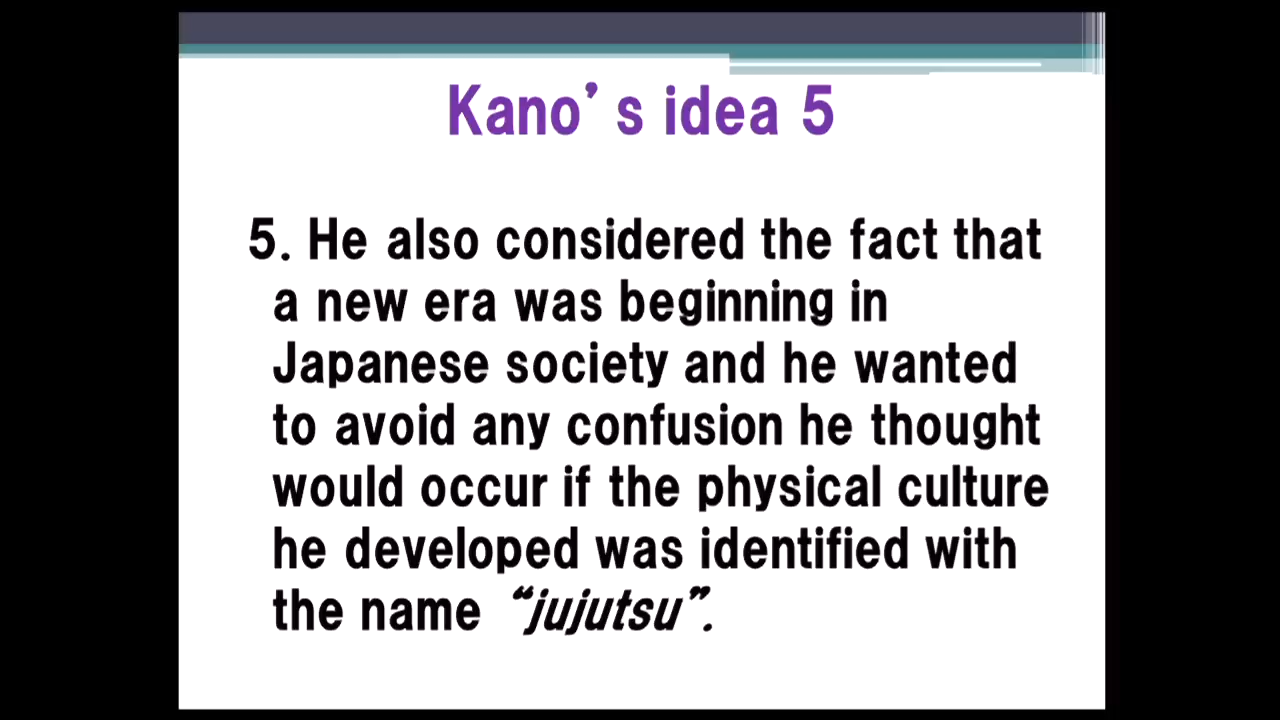 Kano’s idea 5
5. He also considered the fact that
a new era was beginning in
Japanese society and he wanted
to avoid any confusion he thought
would occur if the physical culture
he developed was identified with
the name “jujutsu”.